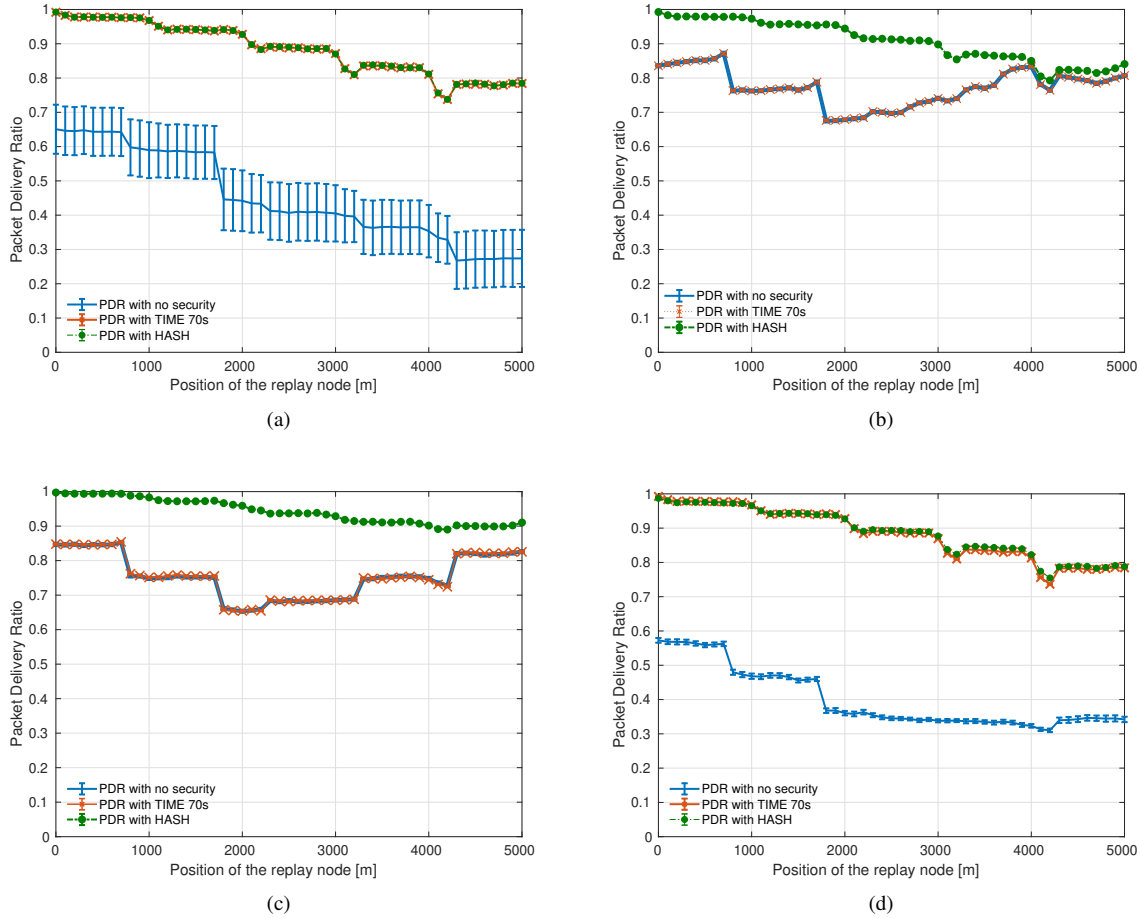 1
0.9
0.8
0.7
0.6
0.5
0.4
0.3
0.2
0.1
0
0 1000 2000 3000 4000 5000
Packet Delivery Ratio
Position of the replay node [m]
PDR with no security
PDR with TIME 70s
PDR with HASH
(a)
1
0.9
0.8
0.7
0.6
0.5
0.4
0.3
0.2
0.1
0
0 1000 2000 3000 4000 5000
Packet Delivery ratio
Position of the replay node [m]
PDR with no security
PDR with TIME 70s
PDR with HASH
(b)
1
0.9
0.8
0.7
0.6
0.5
0.4
0.3
0.2
0.1
0
0 1000 2000 3000 4000 5000
Packet Delivery Ratio
Position of the replay node [m]
PDR with no security
PDR with TIME 70s
PDR with HASH
(c)
1
0.9
0.8
0.7
0.6
0.5
0.4
0.3
0.2
0.1
0
0 1000 2000 3000 4000 5000
Packet Delivery Ratio
Position of the replay node [m]
PDR with no security
PDR with TIME 70s
PDR with HASH
(d)